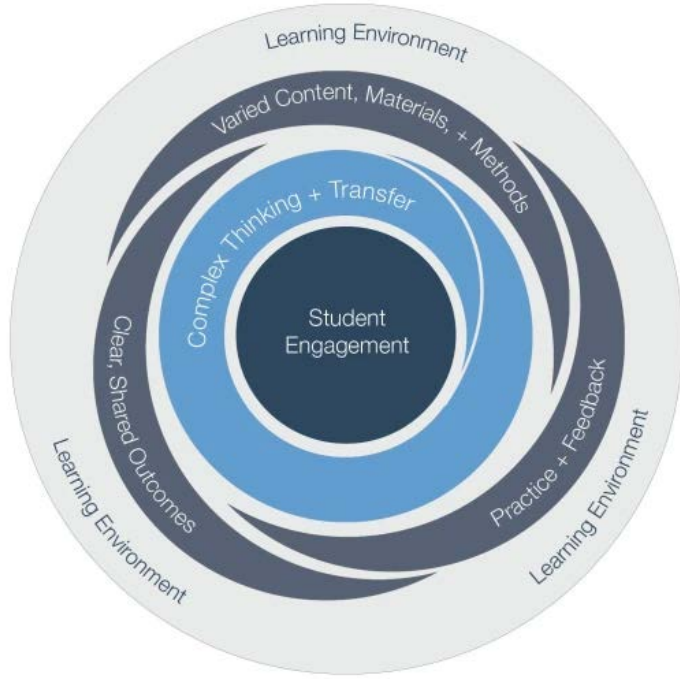 Learning Environment
Varied Content, Materials, + Methods
Complex Thinking + Transfer
Student
Engagement
Clear, Shared Outcomes
Practice + Feedback
Learning Environment
Learning Environment